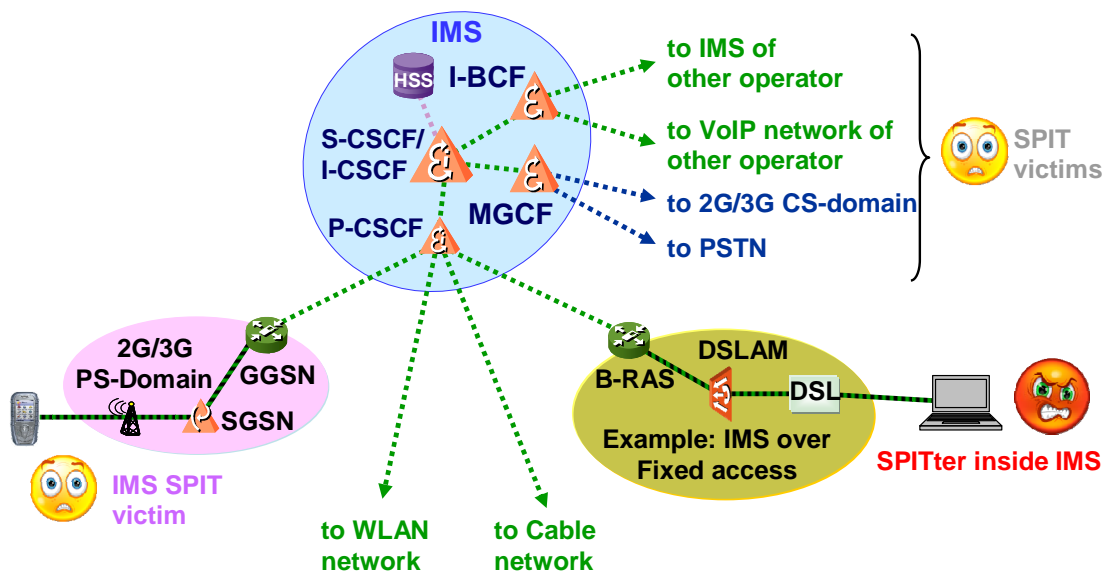 IMS
HSS
I-BCF
S-CSCF/
I-CSCF
MGCF
P-CSCF
to IMS of
other operator
to VoIP network of
other operator
to 2G/3G CS-domain
to PSTN
SPIT
victims
2G/3G
PS-Domain
GGSN
SGSN
IMS SPIT
victim
to WLAN
network
to Cable
network
B-RAS
DSLAM
DSL
Example: IMS over
Fixed access
SPITter inside IMS